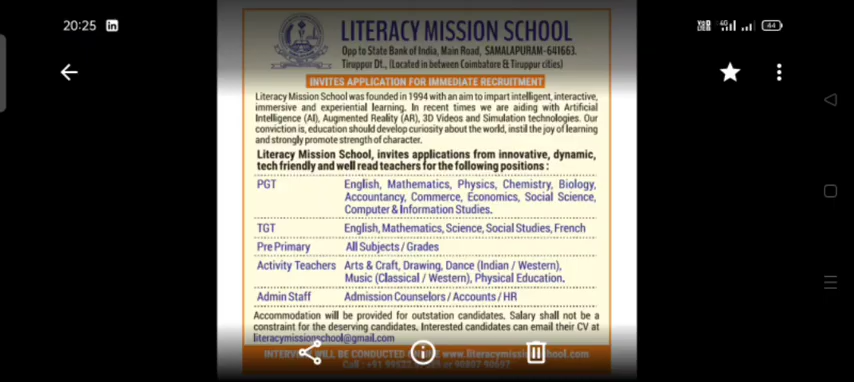 20:25
LITERACY MISSION SCHOOL
Opp to State Bank of India, Main Road, SAMALAPURAM-641663.
Tiruppur Dt., (Located in between Coimbatore & Tiruppur cities)
INVITES APPLICATION FOR IMMEDIATE RECRUITMENT
Literacy Mission School was founded in 1994 with an aim to impart intelligent, interactive,
immersive and experiential learning. In recent times we are aiding with Artificial
Intelligence (AI), Augmented Reality (AR), 3D Videos and Simulation technologies. Our
conviction is, education should develop curiosity about the world, instil the joy of learning
and strongly promote strength of character.
Literacy Mission School, invites applications from innovative, dynamic,
tech friendly and well read teachers for the following positions :
PGT English, Mathematics, Physics, Chemistry, Biology,
Accountancy, Commerce, Economics, Social Science,
Computer & Information Studies.
TGT English, Mathematics, Science, Social Studies, French
Pre Primary All Subjects / Grades
Activity Teachers Arts & Craft, Drawing, Dance (Indian / Western),
Music (Classical / Western), Physical Education.
Admin Staff Admission Counselors / Accounts / HR
Accommodation will be provided for outstation candidates. Salary shall not be a
constraint for the deserving candidates. Interested candidates can email their CV at
literacymissionschool@gmail.com
INTERVIEW WILL BE CONDUCTED
Call : +91